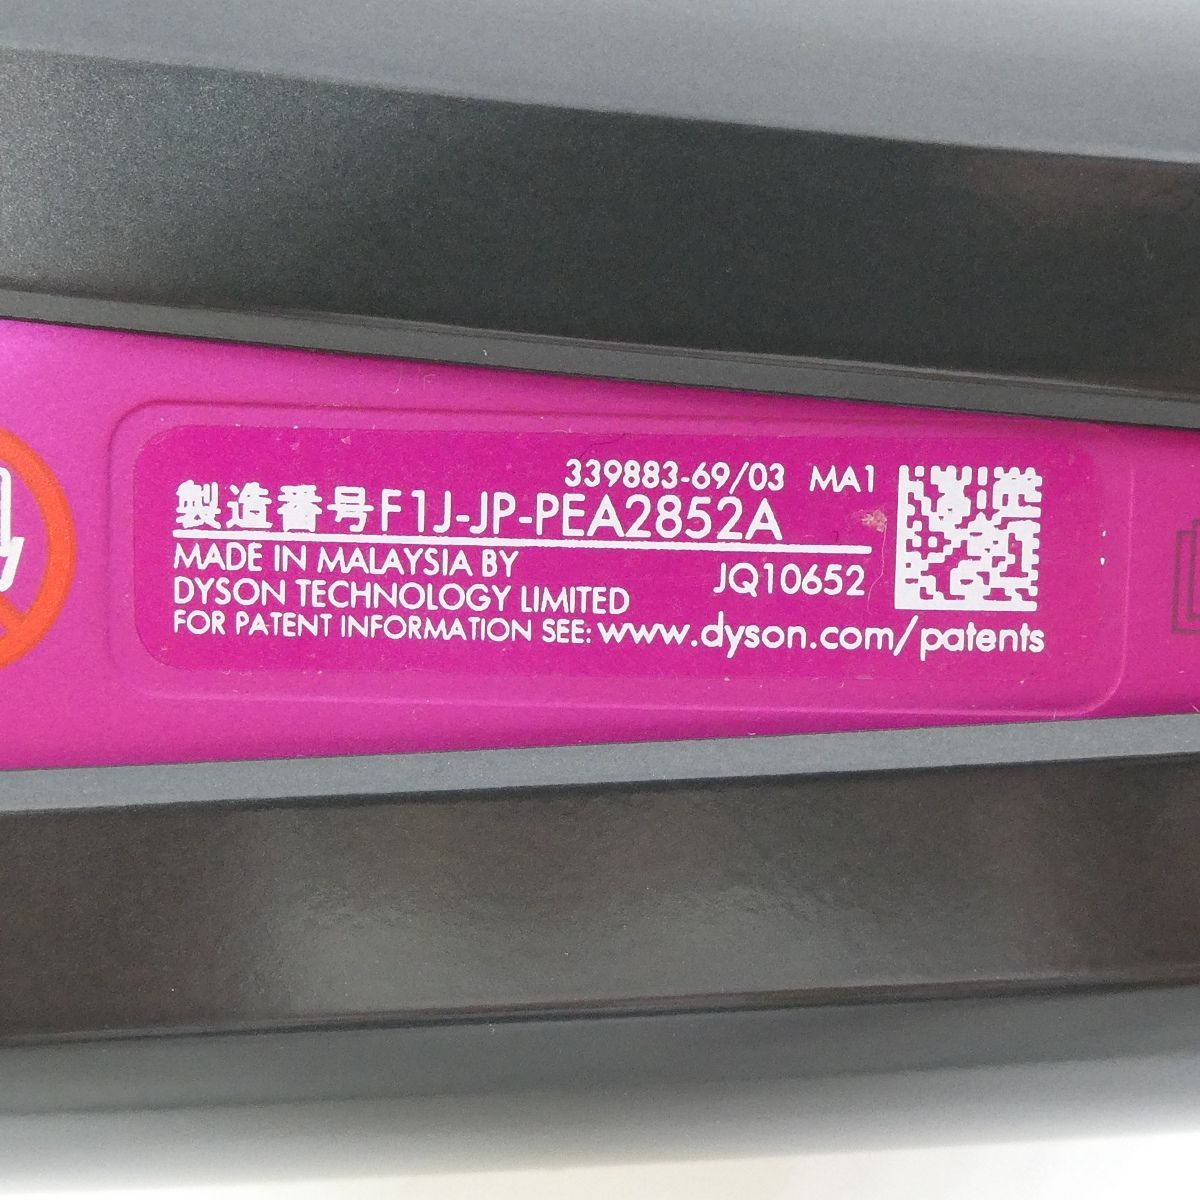 339883-69/03 MA1
製造番号F1J-JP-PEA2852A
MADE IN MALAYSIA BY
JQ10652
DYSON TECHNOLOGY LIMITED
FOR PATENT INFORMATION SEE: www.dyson.com/patents